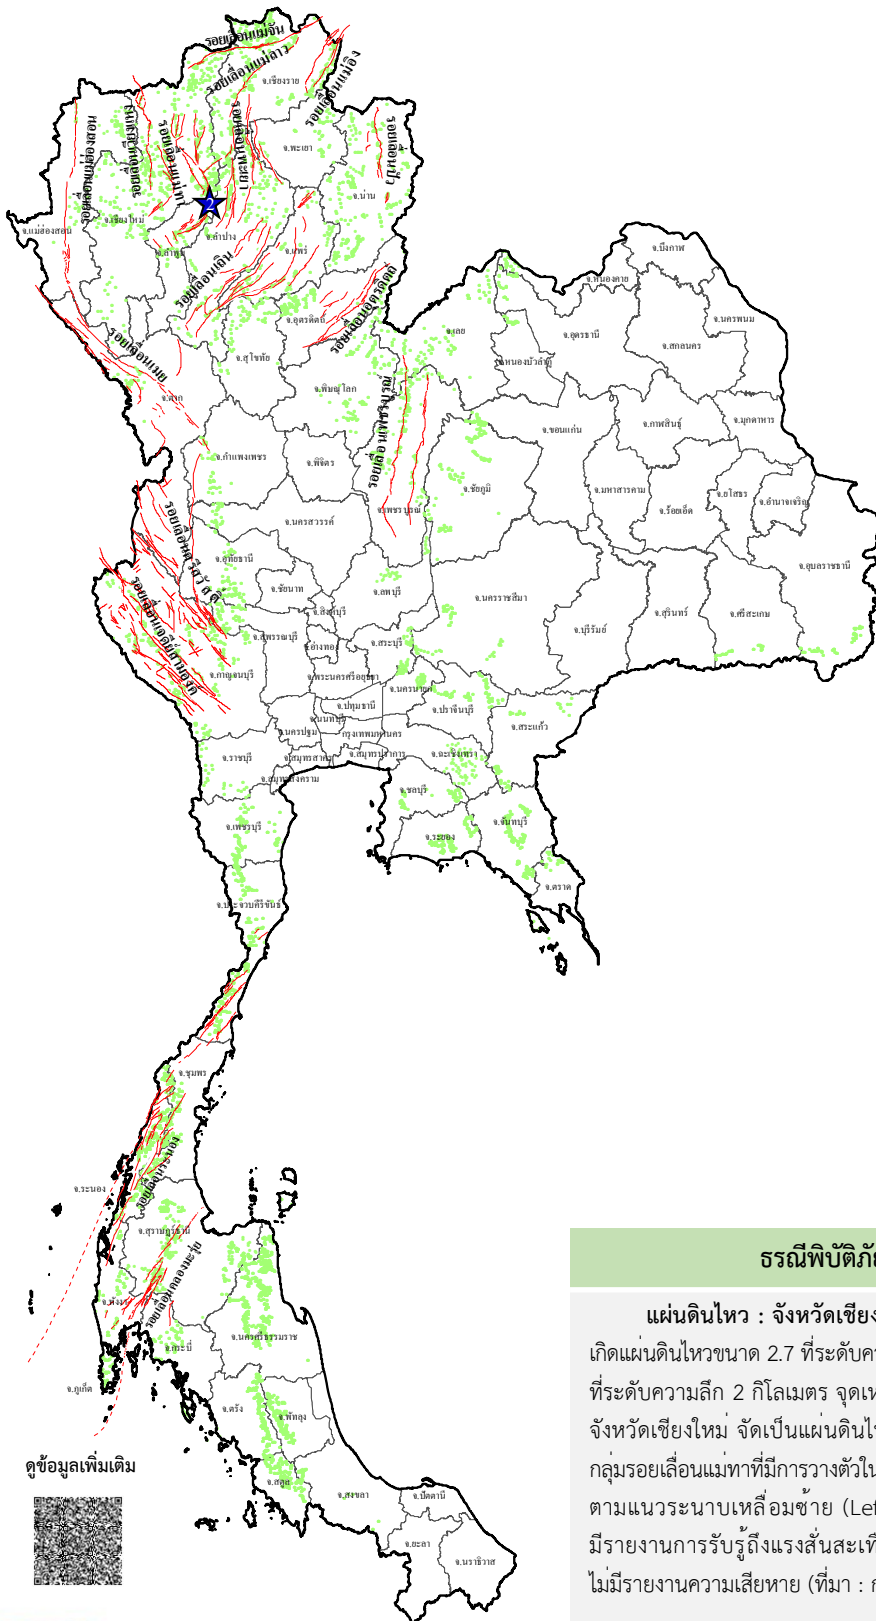 รอยเลื่อนแม่จัน
รอยเลื่อนแม่ลาว
จ.เชียงราย
รอยเลื่อนแม่อิง
รอยเลื่อนแม่ฮ่องสอน
รอยเลื่อนแม่ทา
รอยเลื่อนพะเยา
จ.พะเยา
รอยเลื่อนปัว
จ.น่าน
2
จ.แม่ฮ่องสอน
จ.เชียงใหม่
จ.ลำปาง
จ.ลำพูน
จ.แพร่
รอยเลื่อนเถิน
จ.อุตรดิตถ์
รอยเลื่อนอุตรดิตถ์
รอยเลื่อนเมย
จ.ตาก
จ.สุโขทัย
จ.พิษณุโลก
รอยเลื่อนเพชรบูรณ์
จ.เลย
จ.บึงกาฬ
จ.หนองคาย
จ.นครพนม
จ.อุดรธานี
จ.สกลนคร
จ.หนองบัวลำภู
จ.กำแพงเพชร
จ.พิจิตร
จ.เพชรบูรณ์
จ.ขอนแก่น
จ.กาฬสินธุ์
จ.มุกดาหาร
จ.ชัยภูมิ
จ.มหาสารคาม
จ.ร้อยเอ็ด
จ.ยโสธร
จ.อำนาจเจริญ
จ.นครสวรรค์
รอยเลื่อนศรีสวัสดิ์
จ.อุทัยธานี
จ.ชัยนาท
จ.ลพบุรี
จ.นครราชสีมา
จ.บุรีรัมย์
จ.สุรินทร์
จ.ศรีสะเกษ
จ.อุบลราชธานี
รอยเลื่อนเจดีย์สามองค์
จ.สิงห์บุรี
จ.สุพรรณบุรี
จ.อ่างทอง
จ.สระบุรี
จ.กาญจนบุรี
จ.พระนครศรีอยุธยา
จ.นครนายก
จ.ปทุมธานี
จ.ปราจีนบุรี
จ.สระแก้ว
จ.นนทบุรี
จ.นครปฐม
กรุงเทพมหานคร
จ.ราชบุรี
จ.สมุทรสาคร
จ.สมุทรปราการ
จ.ฉะเชิงเทรา
จ.สมุทรสงคราม
จ.ชลบุรี
จ.เพชรบุรี
จ.ระยอง
จ.จันทบุรี
จ.ตราด
จ.ประจวบคีรีขันธ์
จ.ชุมพร
รอยเลื่อนระนอง
จ.ระนอง
จ.สุราษฎร์ธานี
รอยเลื่อนคลองมะรุ่ย
จ.พังงา
จ.นครศรีธรรมราช
จ.กระบี่
จ.ภูเก็ต
จ.ตรัง
จ.พัทลุง
จ.สตูล
จ.สงขลา
จ.ปัตตานี
จ.ยะลา
จ.นราธิวาส
ดูข้อมูลเพิ่มเติม
ธรณีพิบัติภัย
แผ่นดินไหว : จังหวัดเชียง
เกิดแผ่นดินไหวขนาด 2.7 ที่ระดับคว
ที่ระดับความลึก 2 กิโลเมตร จุดเห
จังหวัดเชียงใหม่ จัดเป็นแผ่นดินไห
กลุ่มรอยเลื่อนแม่ทาที่มีการวางตัวใน
ตามแนวระนาบเหลื่อมซ้าย (Lef
มีรายงานการรับรู้ถึงแรงสั่นสะเทื
ไม่มีรายงานความเสียหาย (ที่มา : ก